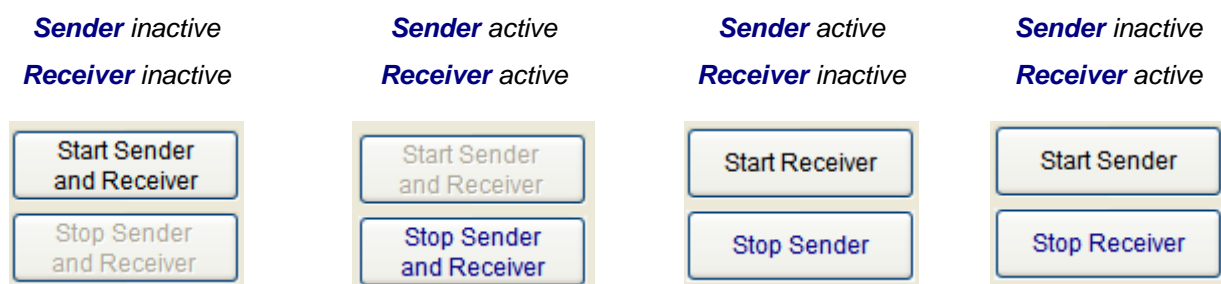 Sender inactive
Receiver inactive
Start Sender
and Receiver
Stop Sender
and Receiver
Sender active
Receiver active
Start Sender
and Receiver
Stop Sender
and Receiver
Sender active
Receiver inactive
Start Receiver
Stop Sender
Sender inactive
Receiver active
Start Sender
Stop Receiver